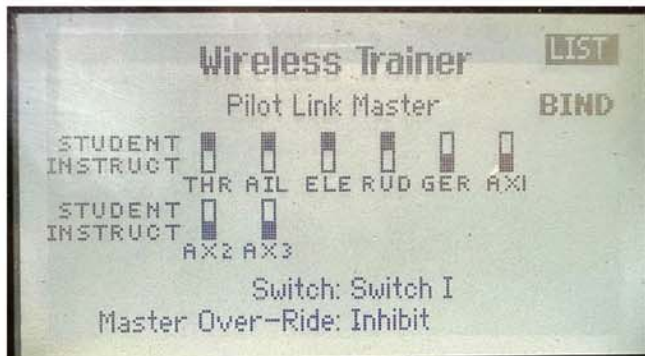 Wireless Trainer LIST
Pilot Link Master BIND
STUDENT
INSTRUCT
THR AIL ELE RUD GER AX1
STUDENT
INSTRUCT
AX2 AX3
Switch: Switch I
Master Over-Ride: Inhibit